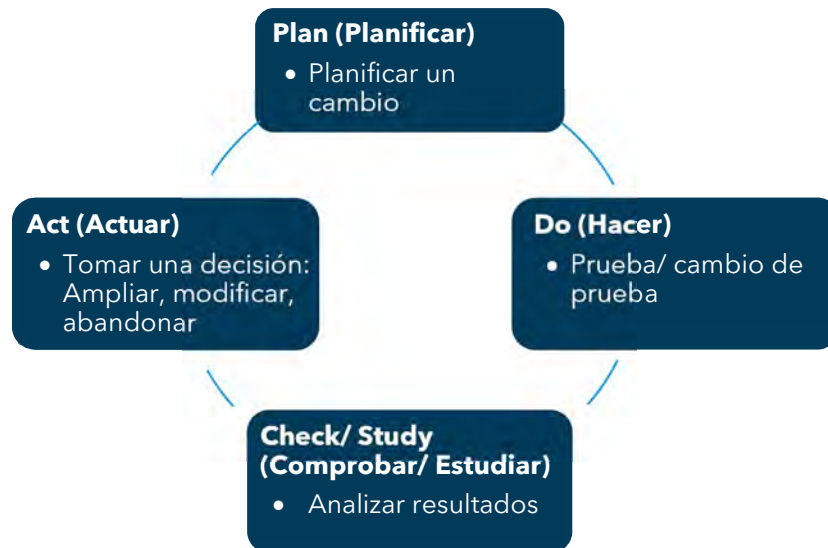 Plan (Planificar)
• Planificar un
cambio
Act (Actuar)
• Tomar una decisión:
Ampliar, modificar,
abandonar
Do (Hacer)
• Prueba/ cambio de
prueba
Check/ Study
(Comprobar/ Estudiar)
• Analizar resultados